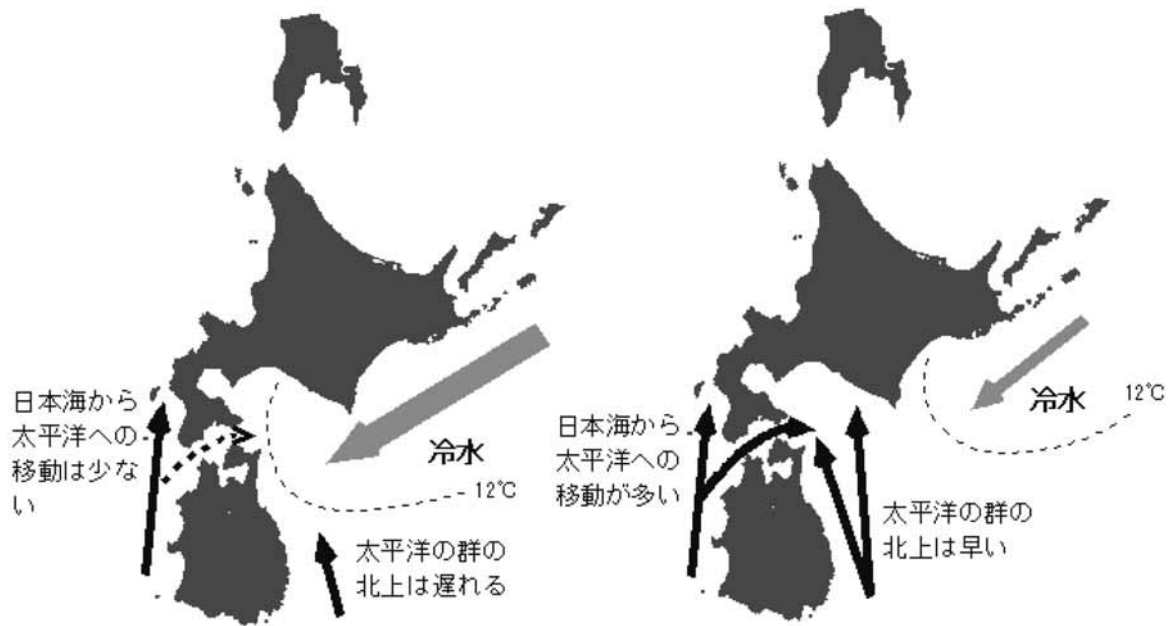 日本海から
太平洋への
移動は少な
い
冷水
12℃
太平洋の群の
北上は遅れる
日本海から
太平洋への
移動が多い
冷水
12℃
太平洋の群の
北上は早い